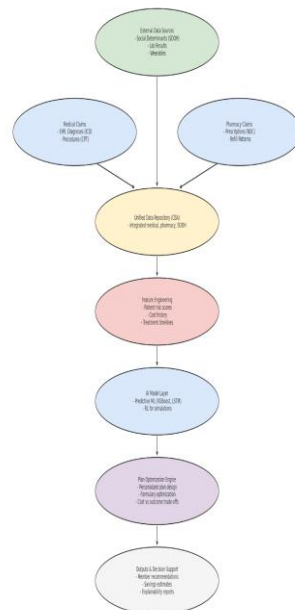 External Data Sources
- Social Determinants (SDOH)
- Lab Results
- Wearables
Medical Claims
- EHR, Diagnoses (ICD)
Procedures (CPT)
Pharmacy Claims
- Prescriptions (NDC)
Refill Patterns
Unified Data Repository
- Integrated medical, pharmacy, SDOH
Feature Engineering
- Patient risk scores
- Cost history
- Treatment timelines
AI Model Layer
- Predictive ML (XGBoost, LSTM)
- RL for simulations
Plan Optimization Engine
- Personalized plan design
- Formulary optimization
- Cost vs outcome trade-offs
Outputs & Decision Support
- Member recommendations
- Savings estimates
- Explainability reports